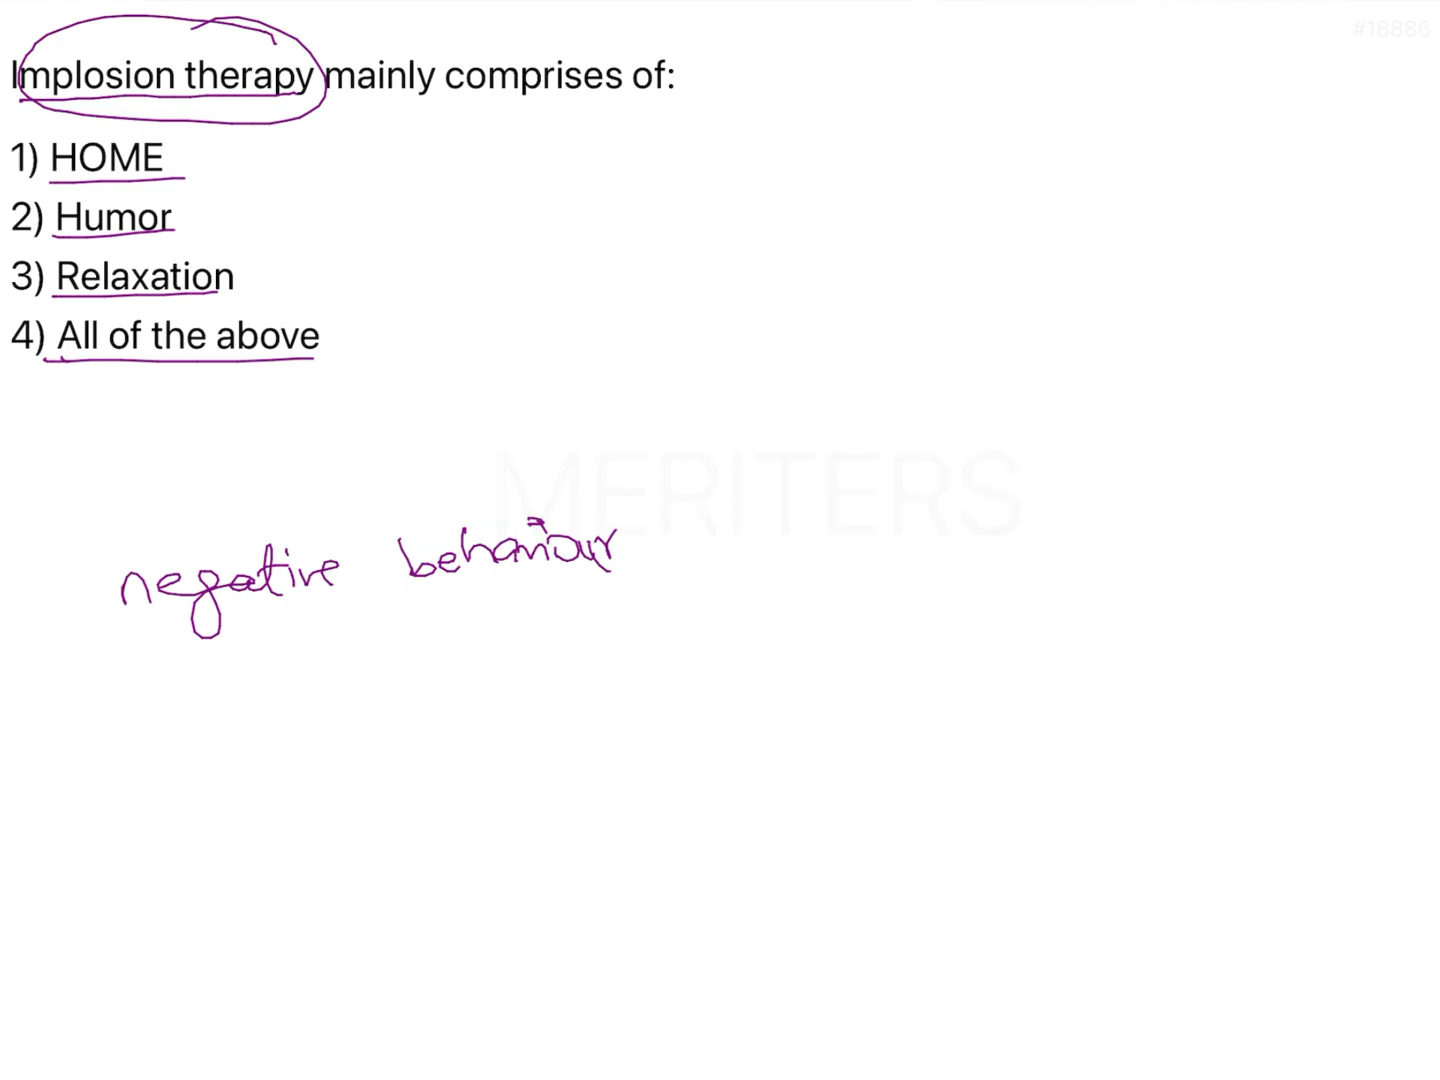 #18886
Implosion therapy mainly comprises of:
1) HOME
2) Humor
3) Relaxation
4) All of the above
MERITERS
negative behaviour